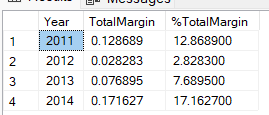 Messages
Year TotalMargin %TotalMargin
1 2011 0.128689 12.868900
2 2012 0.028283 2.828300
3 2013 0.076895 7.689500
4 2014 0.171627 17.162700